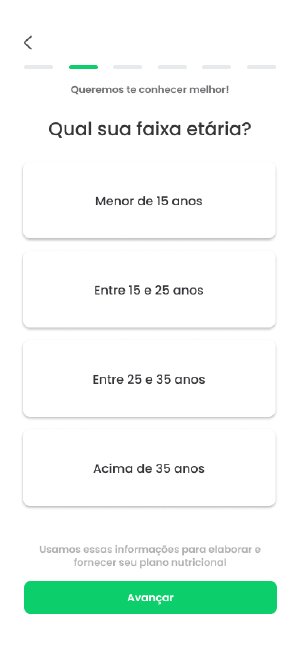 Queremos te conhecer melhor!
Qual sua faixa etária?
Menor de 15 anos
Entre 15 e 25 anos
Entre 25 e 35 anos
Acima de 35 anos
Usamos essas informações para elaborar e
fornecer seu plano nutricional
Avançar